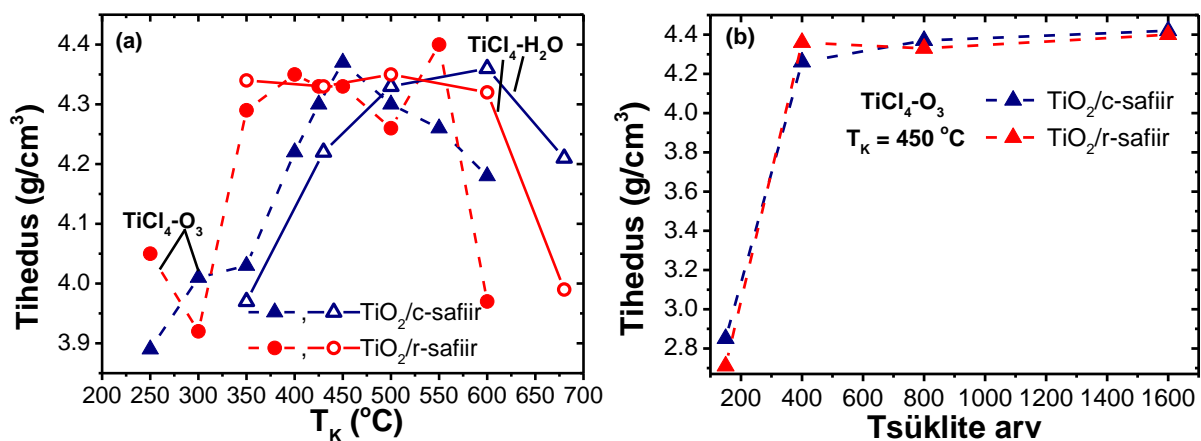 (a)
TiCl4-H2O
TiCl4-O3
, TiO2/c-safiir
, TiO2/r-safiir
Tihedus (g/cm3)
4.4
4.3
4.2
4.1
4.0
3.9
200 250 300 350 400 450 500 550 600 650 700
TK (oC)
(b)
TiCl4-O3
TK = 450 oC
TiO2/c-safiir
TiO2/r-safiir
Tihedus (g/cm3)
4.4
4.2
4.0
3.8
3.6
3.4
3.2
3.0
2.8
200 400 600 800 1000 1200 1400 1600
Tsüklite arv